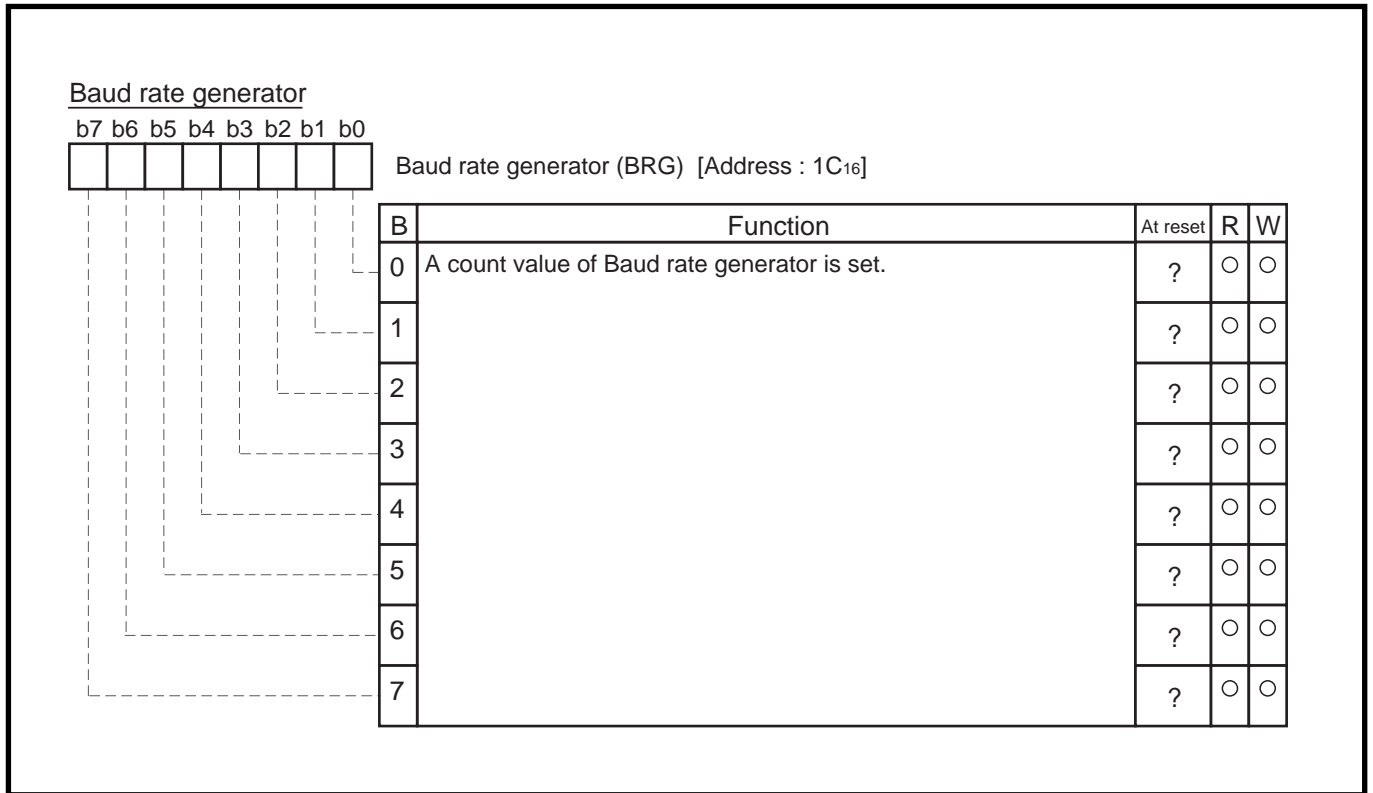 Baud rate generator
b7 b6 b5 b4 b3 b2 b1 b0
Baud rate generator (BRG) [Address : 1C16]
B Function At reset R W
0 A count value of Baud rate generator is set. ? ○ ○
1 ? ○ ○
2 ? ○ ○
3 ? ○ ○
4 ? ○ ○
5 ? ○ ○
6 ? ○ ○
7 ? ○ ○